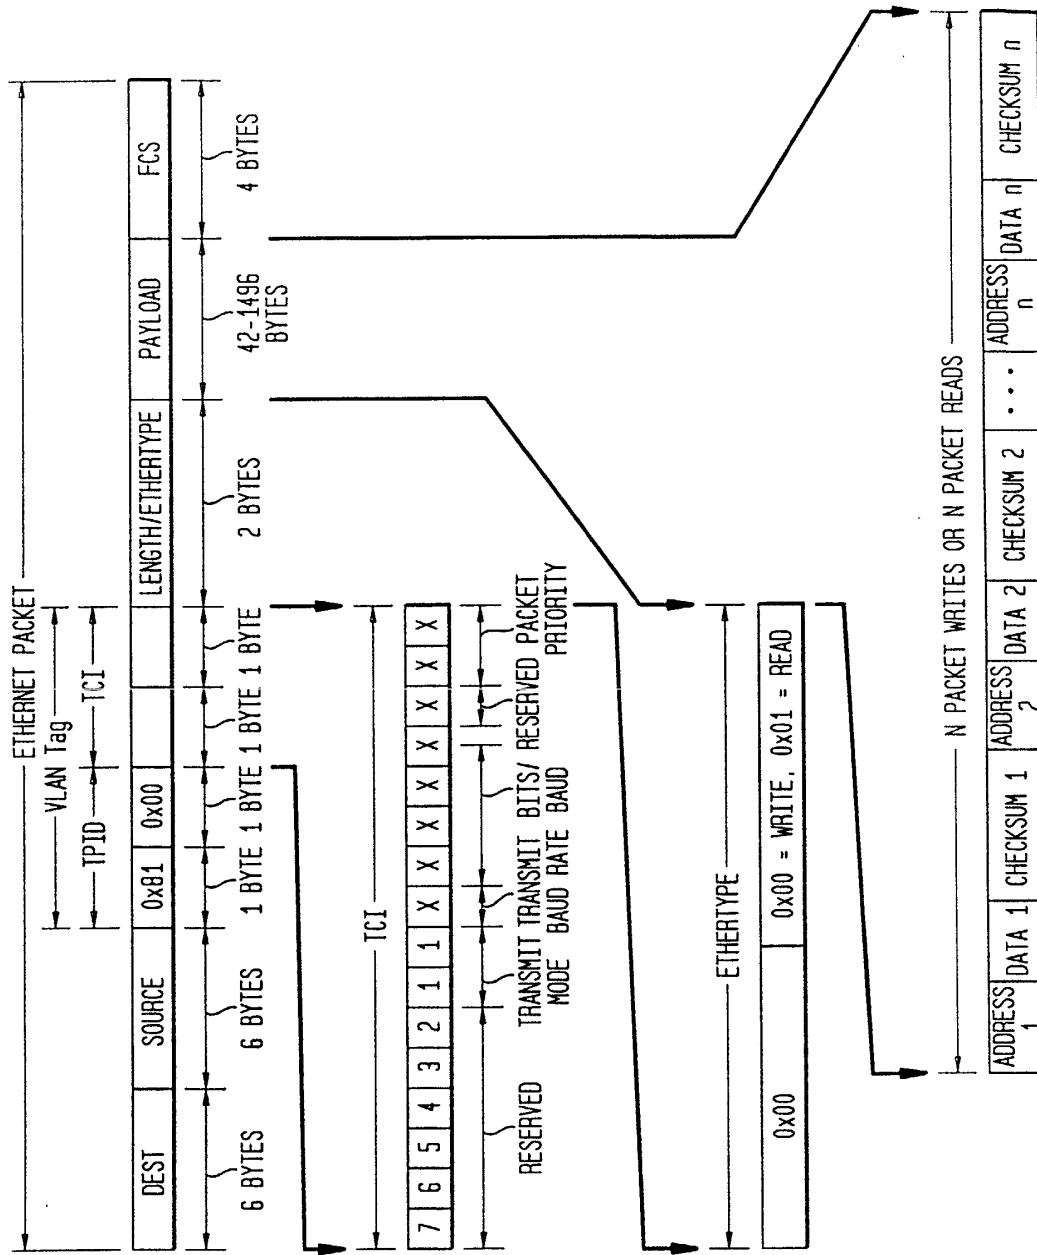 ETHERNET PACKET
VLAN Tag
TPID TCI
DEST SOURCE 0x81 0x00 LENGTH/ETHERTYPE PAYLOAD FCS
6 BYTES 6 BYTES 1 BYTE 1 BYTE 1 BYTE 1 BYTE 2 BYTES 42-1496 BYTES 4 BYTES
TCI
7 6 5 4 3 2 1 1 X X X X X X X X
RESERVED TRANSMIT MODE TRANSMIT BAUD RATE BITS/BAUD RESERVED PACKET PRIORITY
ETHERTYPE
0x00 0x00 = WRITE, 0x01 = READ
N PACKET WRITES OR N PACKET READS
ADDRESS 1 DATA 1 CHECKSUM 1 ADDRESS 2 DATA 2 CHECKSUM 2 • • • ADDRESS n DATA n CHECKSUM n